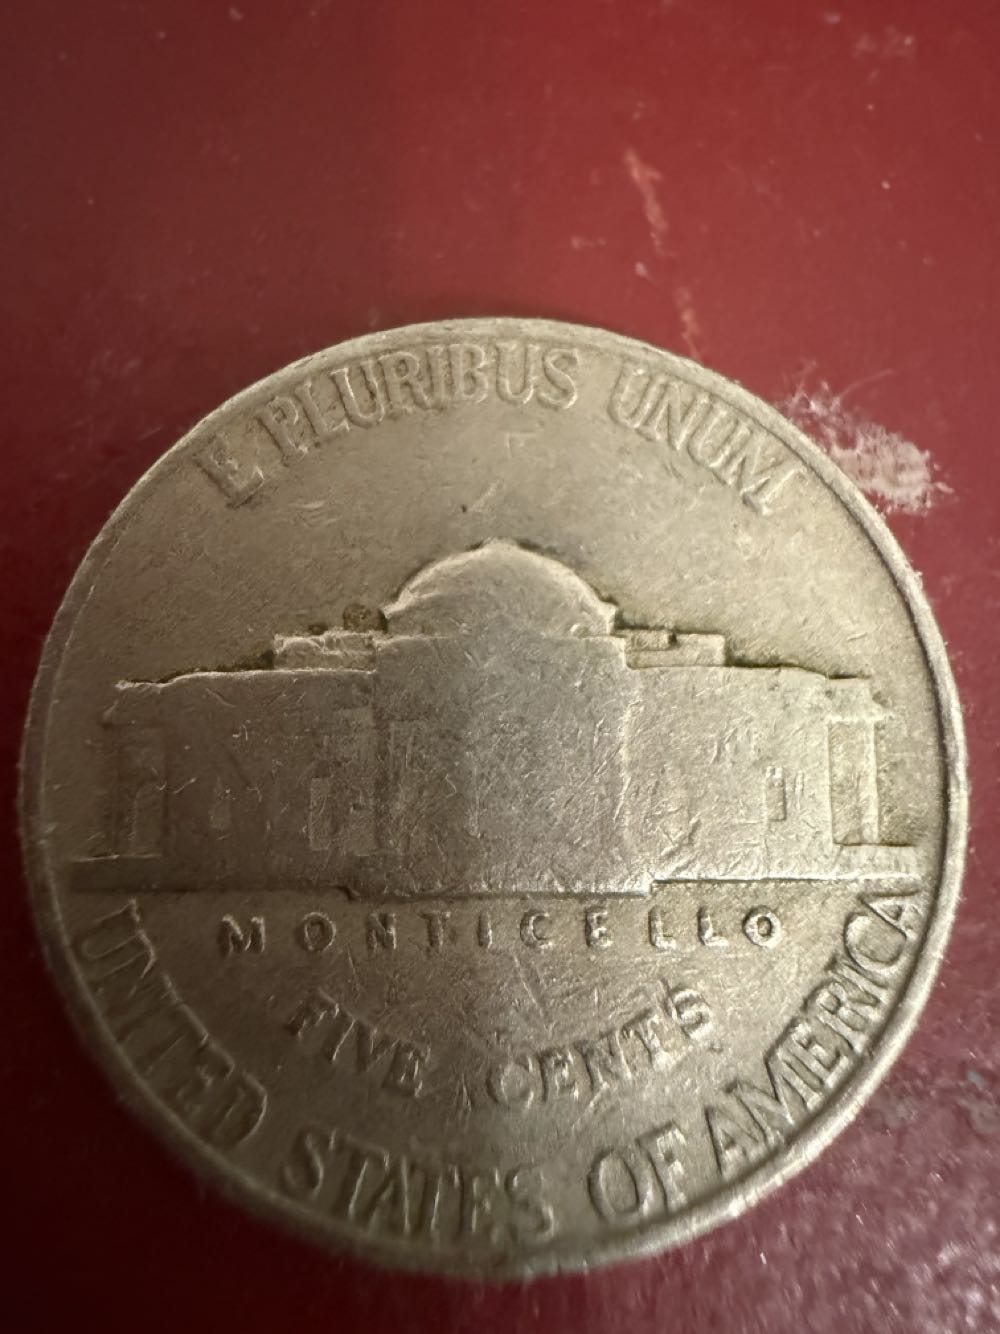 E PLURIBUS UNUM
MONTICELLO
FIVE CENTS
UNITED STATES OF AMERICA